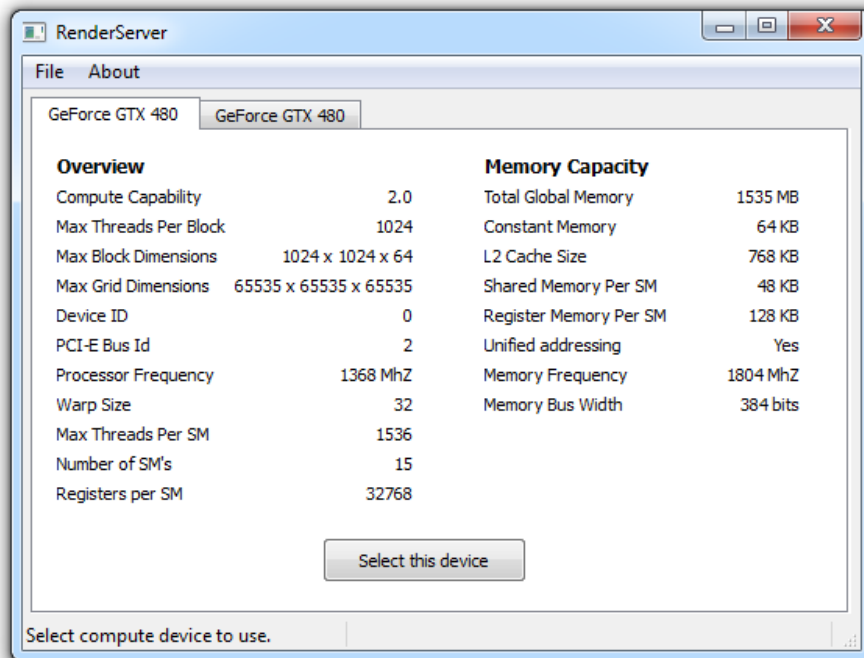 RenderServer
File About
GeForce GTX 480 GeForce GTX 480
Overview
Compute Capability 2.0
Max Threads Per Block 1024
Max Block Dimensions 1024 x 1024 x 64
Max Grid Dimensions 65535 x 65535 x 65535
Device ID 0
PCI-E Bus Id 2
Processor Frequency 1368 MhZ
Warp Size 32
Max Threads Per SM 1536
Number of SM's 15
Registers per SM 32768
Memory Capacity
Total Global Memory 1535 MB
Constant Memory 64 KB
L2 Cache Size 768 KB
Shared Memory Per SM 48 KB
Register Memory Per SM 128 KB
Unified addressing Yes
Memory Frequency 1804 MhZ
Memory Bus Width 384 bits
Select this device
Select compute device to use.